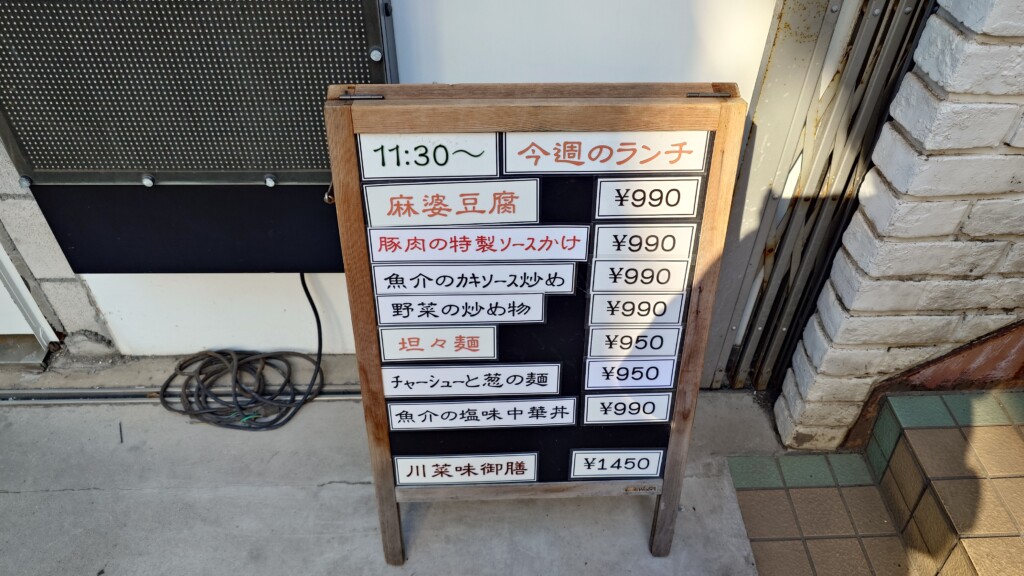 11:30～ 今週のランチ
麻婆豆腐 ¥990
豚肉の特製ソースかけ ¥990
魚介のカキソース炒め ¥990
野菜の炒め物 ¥990
坦々麺 ¥950
チャーシューと葱の麺 ¥950
魚介の塩味中華丼 ¥990
川菜味御膳 ¥1450